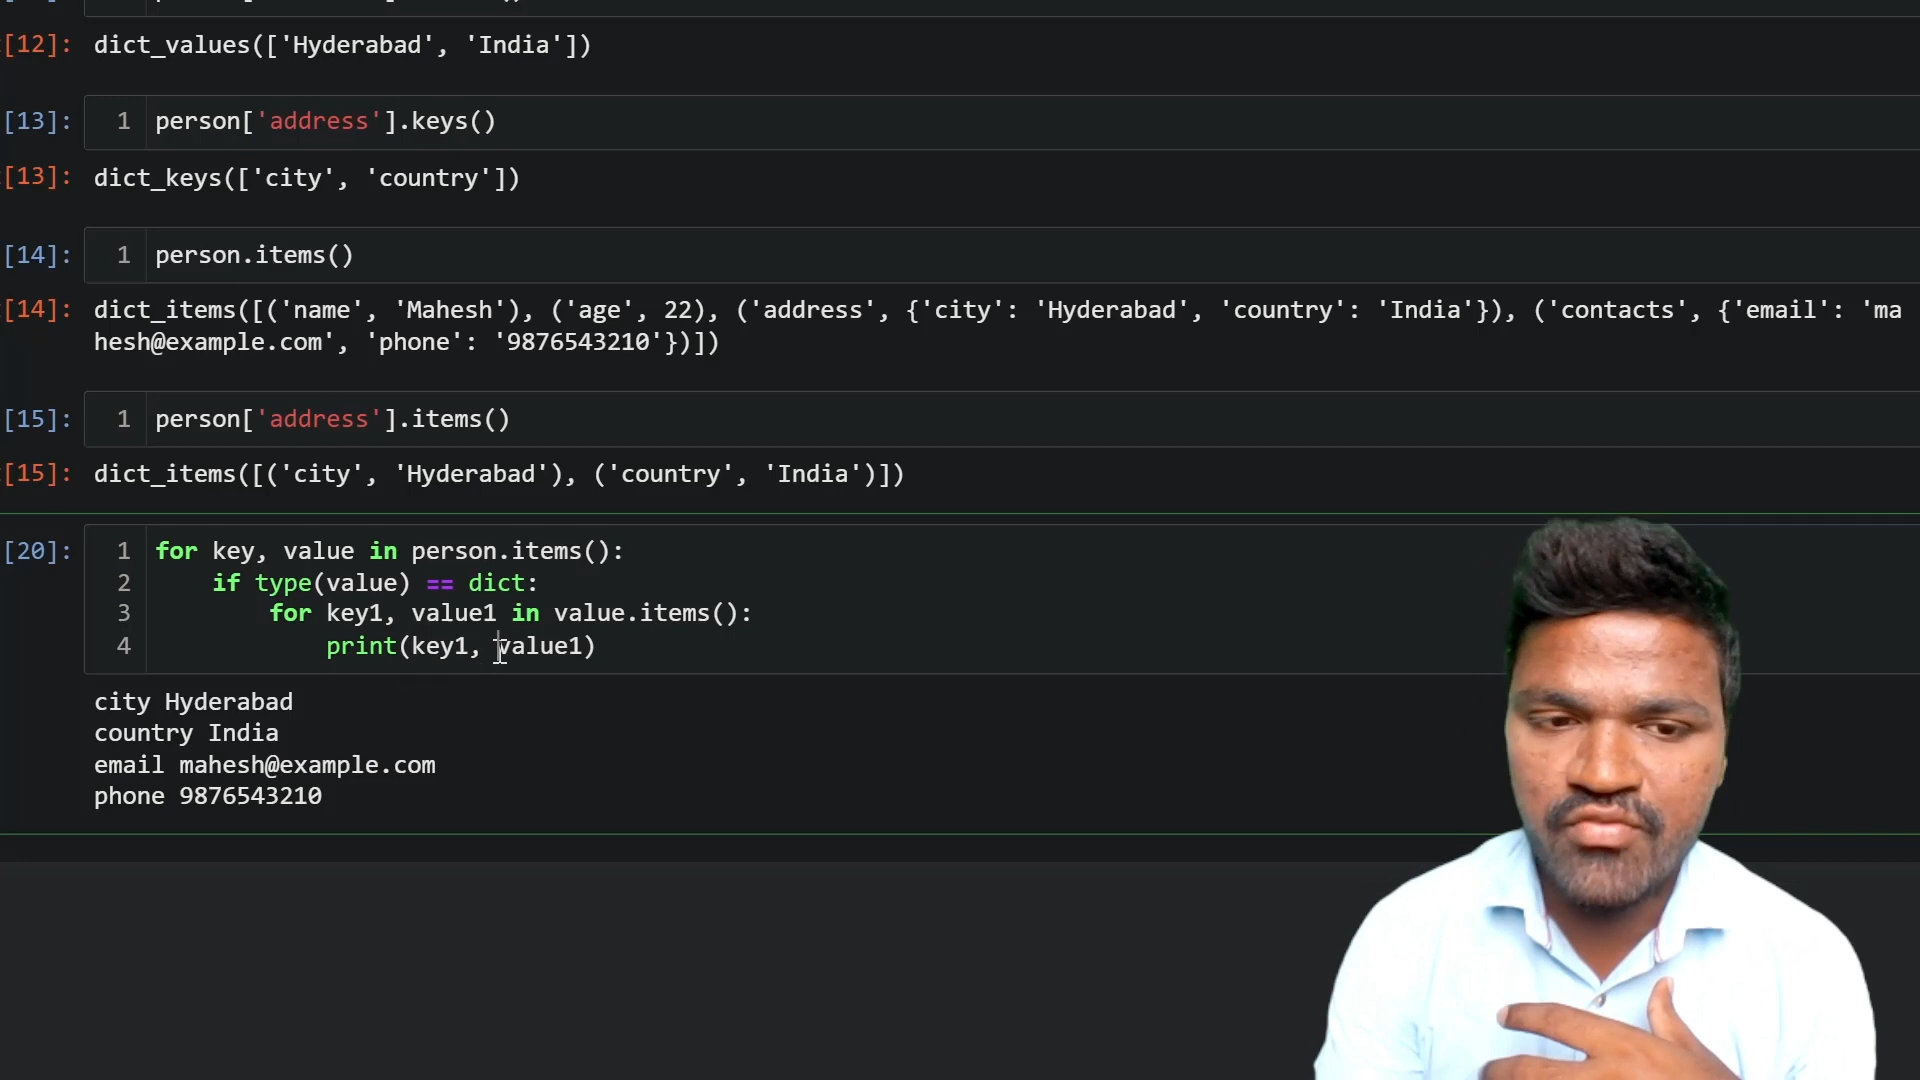 [12]: dict_values(['Hyderabad', 'India'])
[13]: 1 person['address'].keys()
[13]: dict_keys(['city', 'country'])
[14]: 1 person.items()
[14]: dict_items([('name', 'Mahesh'), ('age', 22), ('address', {'city': 'Hyderabad', 'country': 'India'}), ('contacts', {'email': 'ma
hesh@example.com', 'phone': '9876543210'})])
[15]: 1 person['address'].items()
[15]: dict_items([('city', 'Hyderabad'), ('country', 'India')])
[20]: 1 for key, value in person.items():
2 if type(value) == dict:
3 for key1, value1 in value.items():
4 print(key1, value1)
city Hyderabad
country India
email mahesh@example.com
phone 9876543210